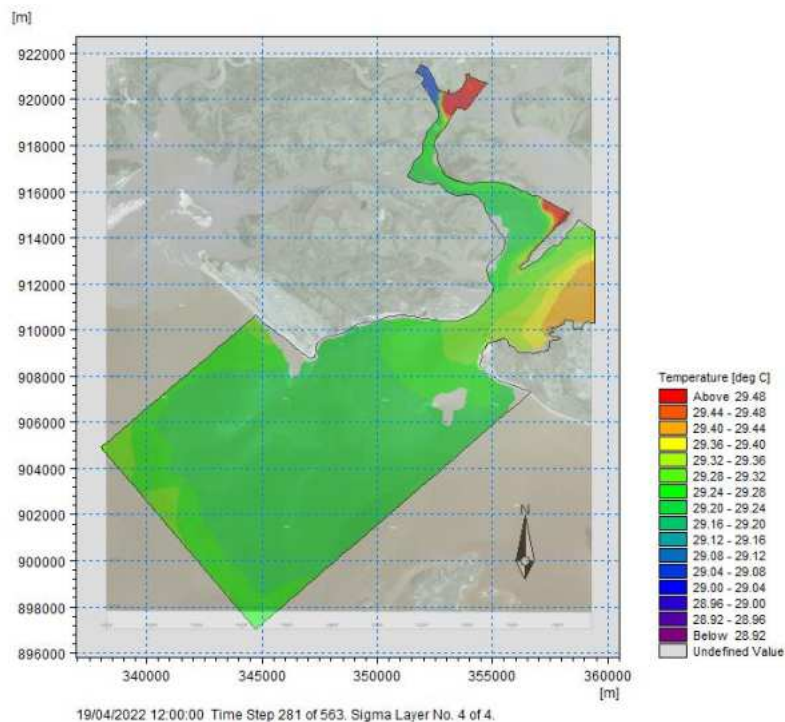 [m]
922000
920000
918000
916000
914000
912000
910000
908000
906000
904000
902000
900000
898000
896000
340000 345000 350000 355000 360000
[m]
N
Temperature [deg C]
Above 29.48
29.44 - 29.48
29.40 - 29.44
29.36 - 29.40
29.32 - 29.36
29.28 - 29.32
29.24 - 29.28
29.20 - 29.24
29.16 - 29.20
29.12 - 29.16
29.08 - 29.12
29.04 - 29.08
29.00 - 29.04
28.96 - 29.00
28.92 - 28.96
Below 28.92
Undefined Value
19/04/2022 12:00:00 Time Step 281 of 563. Sigma Layer No. 4 of 4.